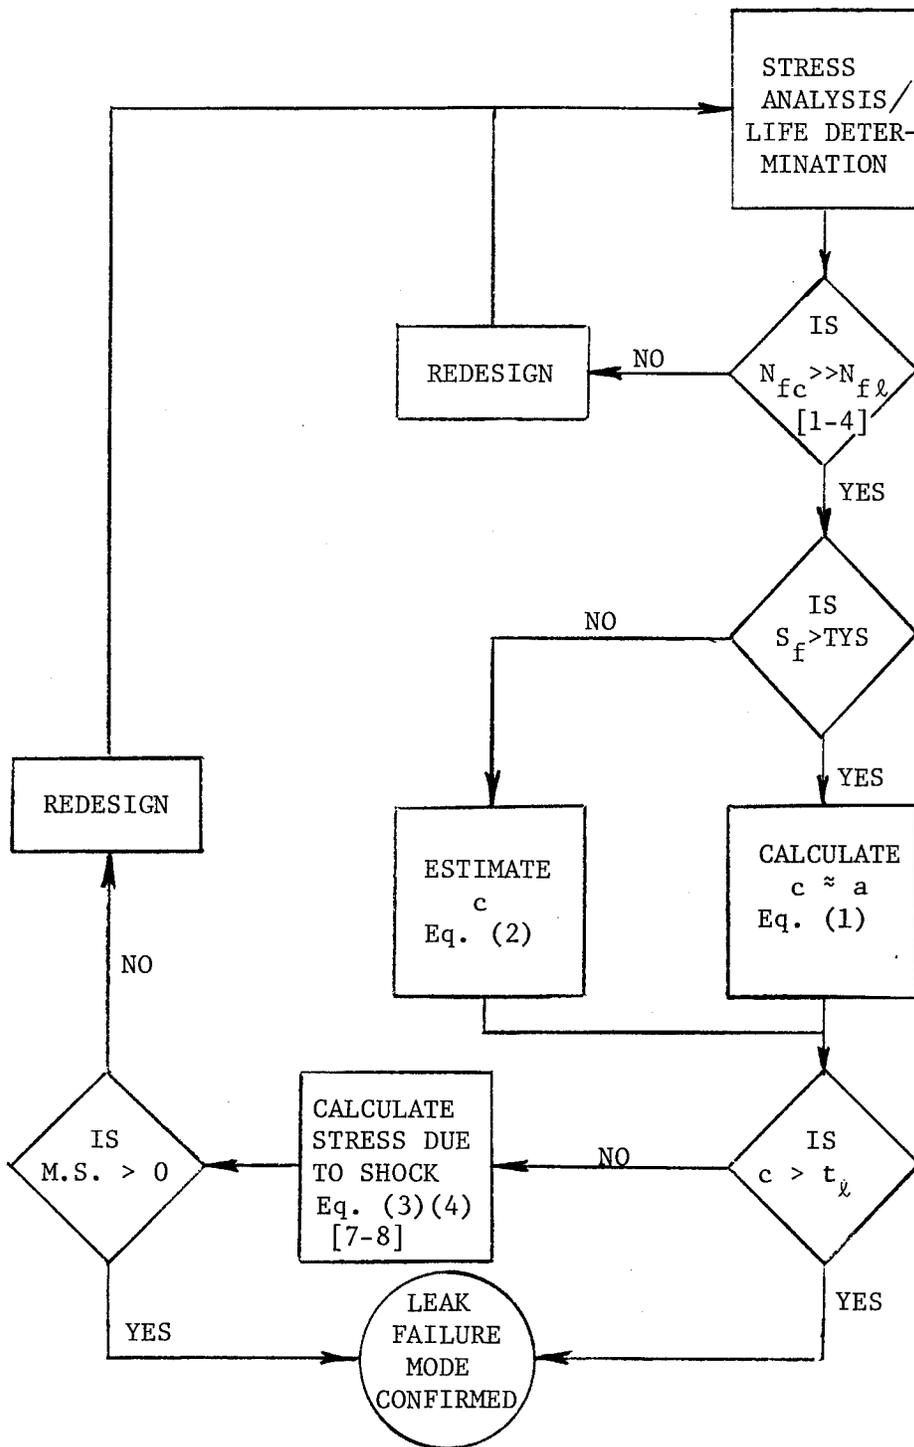 STRESS
ANALYSIS/
LIFE DETER-
MINATION
IS
N_fc>>N_fℓ
[1-4]
NO
REDESIGN
YES
IS
S_f>TYS
NO
YES
REDESIGN
ESTIMATE
c
Eq. (2)
CALCULATE
c ≈ a
Eq. (1)
NO
IS
M.S. > 0
CALCULATE
STRESS DUE
TO SHOCK
Eq. (3)(4)
[7-8]
NO
IS
c > t_ℓ
YES
LEAK
FAILURE
MODE
CONFIRMED
YES